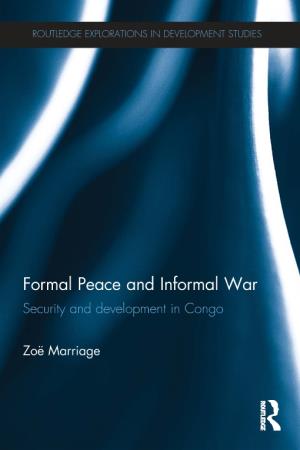 ROUTLEDGE EXPLORATIONS IN DEVELOPMENT STUDIES
Formal Peace and Informal War
Security and development in Congo
Zoë Marriage
ROUTLEDGE